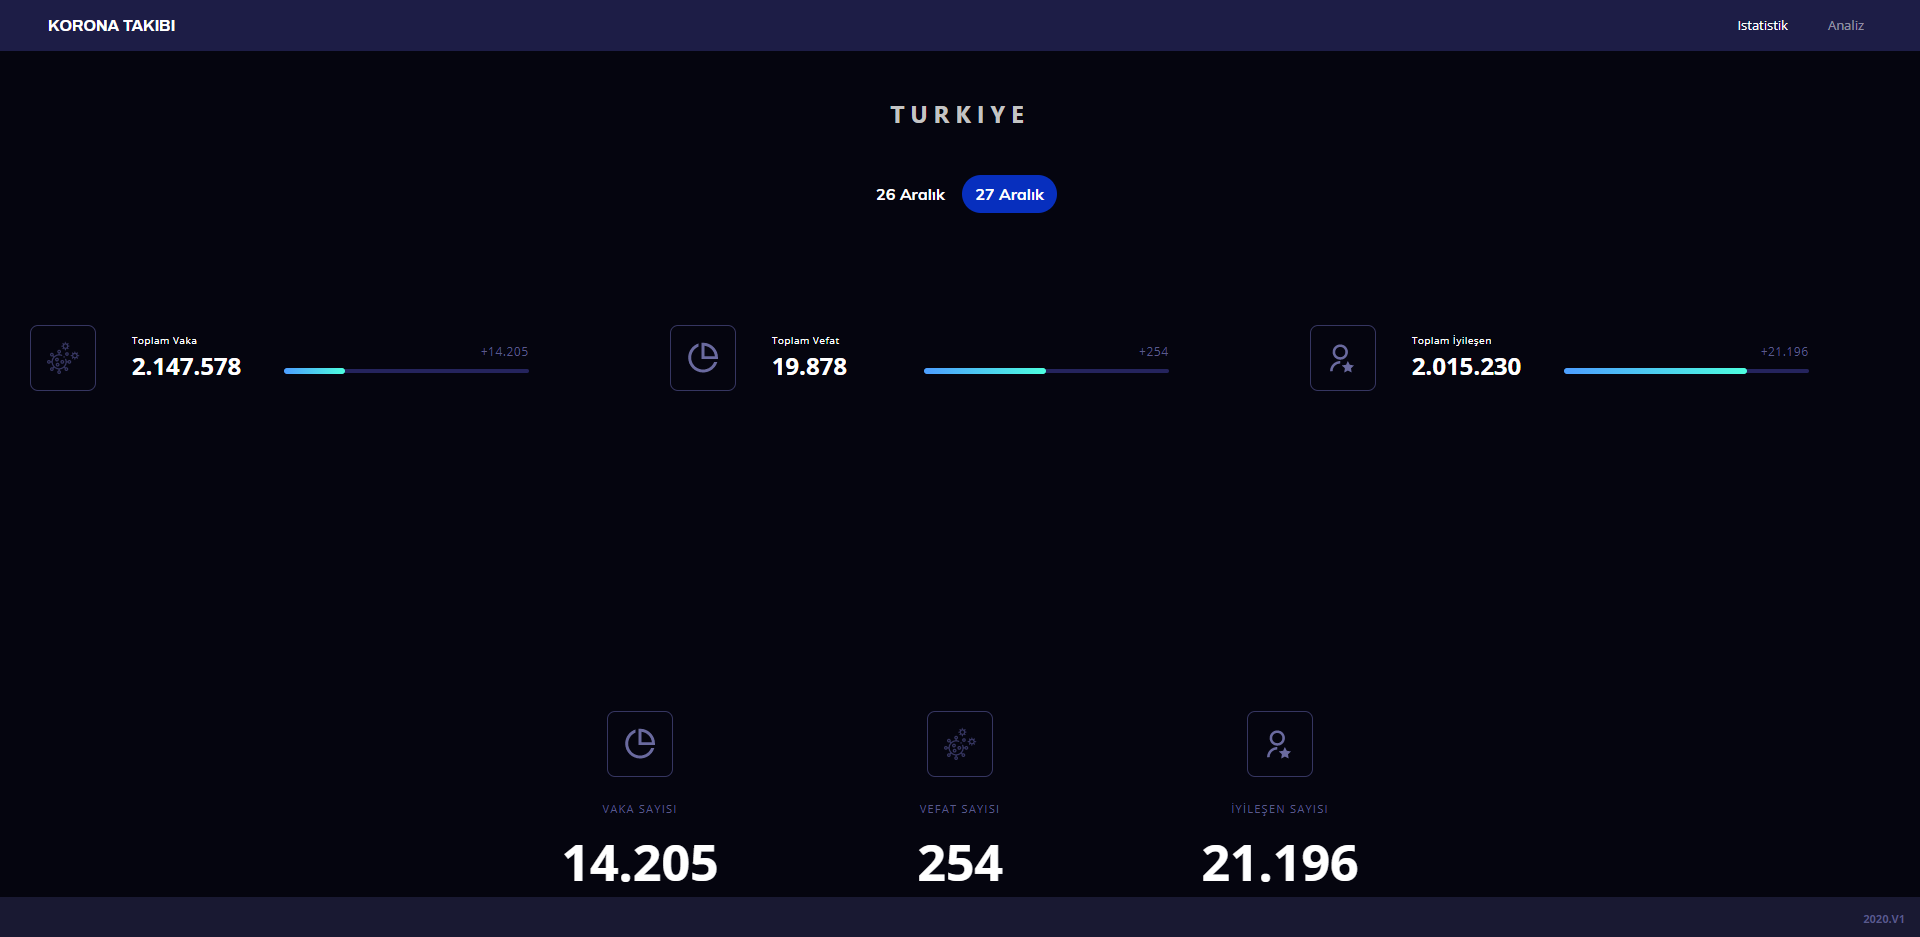 KORONA TAKIBI
Istatistik
Analiz
TURKIYE
26 Aralık
27 Aralık
Toplam Vaka
2.147.578
+14.205
Toplam Vefat
19.878
+254
Toplam İyileşen
2.015.230
+21.196
VAKA SAYISI
14.205
VEFAT SAYISI
254
İYİLEŞEN SAYISI
21.196
2020.V1